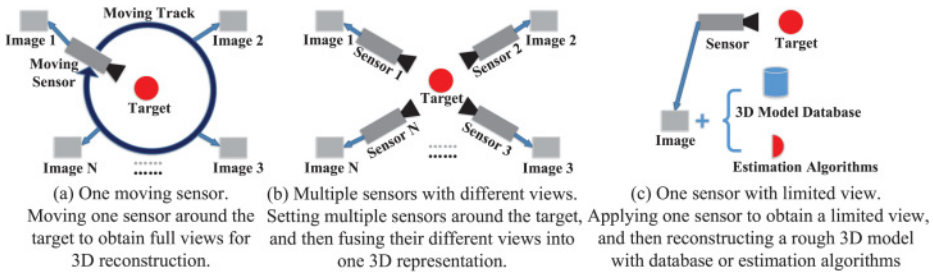 Image 1
Moving Track
Image 2
Moving
Sensor
Target
Image N
......
Image 3
(a) One moving sensor.
Moving one sensor around the
target to obtain full views for
3D reconstruction.
Image 1
Sensor 1
Sensor 2
Image 2
Target
Sensor N
Sensor 3
Image N
......
......
Image 3
(b) Multiple sensors with different views.
Setting multiple sensors around the target,
and then fusing their different views into
one 3D representation.
Sensor
Target
3D Model Database
Image
+
Estimation Algorithms
(c) One sensor with limited view.
Applying one sensor to obtain a limited view,
and then reconstructing a rough 3D model
with database or estimation algorithms